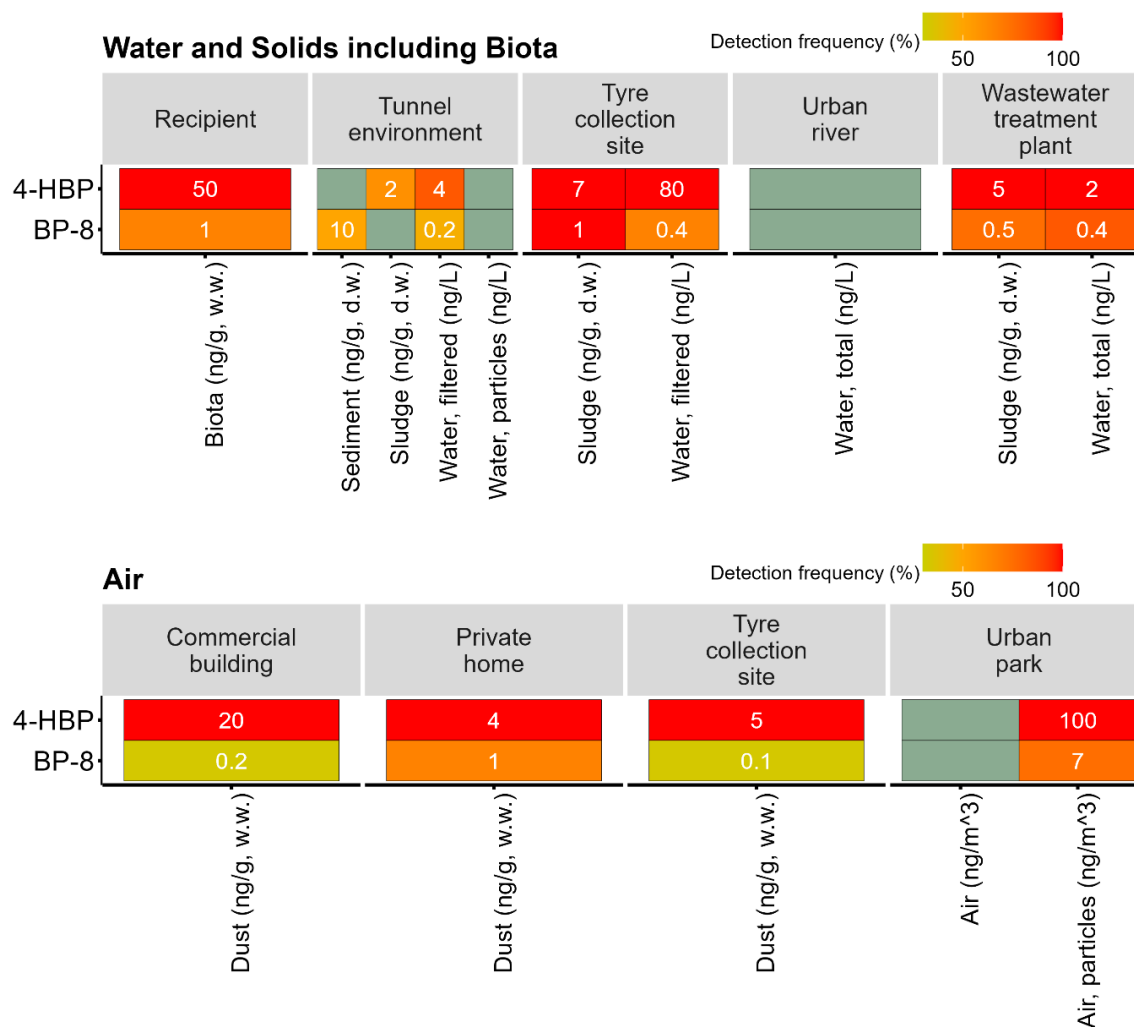 Water and Solids including Biota
Detection frequency (%)
50 100
Recipient
Tunnel
environment
Tyre
collection
site
Urban
river
Wastewater
treatment
plant
4-HBP 50 2 4 7 80 5 2
BP-8 1 10 0.2 1 0.4 0.5 0.4
Biota (ng/g, w.w.)
Sediment (ng/g, d.w.)
Sludge (ng/g, d.w.)
Water, filtered (ng/L)
Water, particles (ng/L)
Sludge (ng/g, d.w.)
Water, filtered (ng/L)
Water, total (ng/L)
Sludge (ng/g, d.w.)
Water, total (ng/L)
Air
Detection frequency (%)
50 100
Commercial
building
Private
home
Tyre
collection
site
Urban
park
4-HBP 20 4 5 100
BP-8 0.2 1 0.1 7
Dust (ng/g, w.w.)
Dust (ng/g, w.w.)
Dust (ng/g, w.w.)
Air (ng/m^3)
Air, particles (ng/m^3)